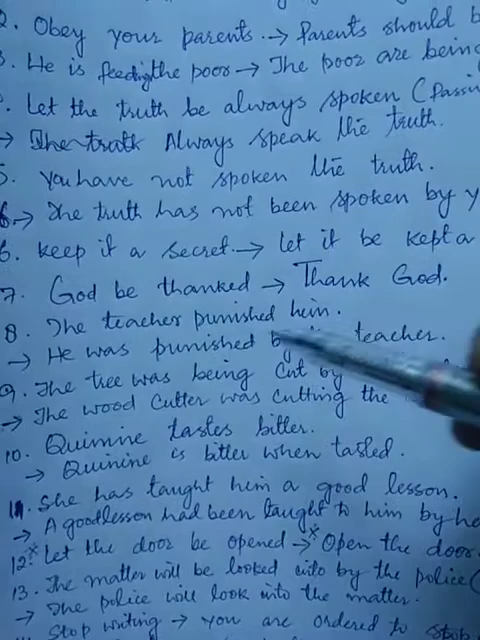 2. Obey your parents. → Parents should b
3. He is feeding the poor → The poor are being
. Let the truth be always spoken (Passiv
→ The truth Always speak the truth.
5. You have not spoken the truth.
→ The truth has not been spoken by y
6. Keep it a secret. → let it be kept a
7. God be thanked → Thank God.
8. The teacher punished him.
→ He was punished by teacher.
9. The tree was being cut by
→ The wood cutter was cutting the
10. Quinine tastes bitter.
→ Quinine is bitter when tasted.
11. She has taught him a good lesson.
→ A good lesson had been taught to him by he
12. Let the door be opened → Open the door.
13. The matter will be looked into by the police (
→ The police will look into the matter.
Stop writing → You are ordered to stop